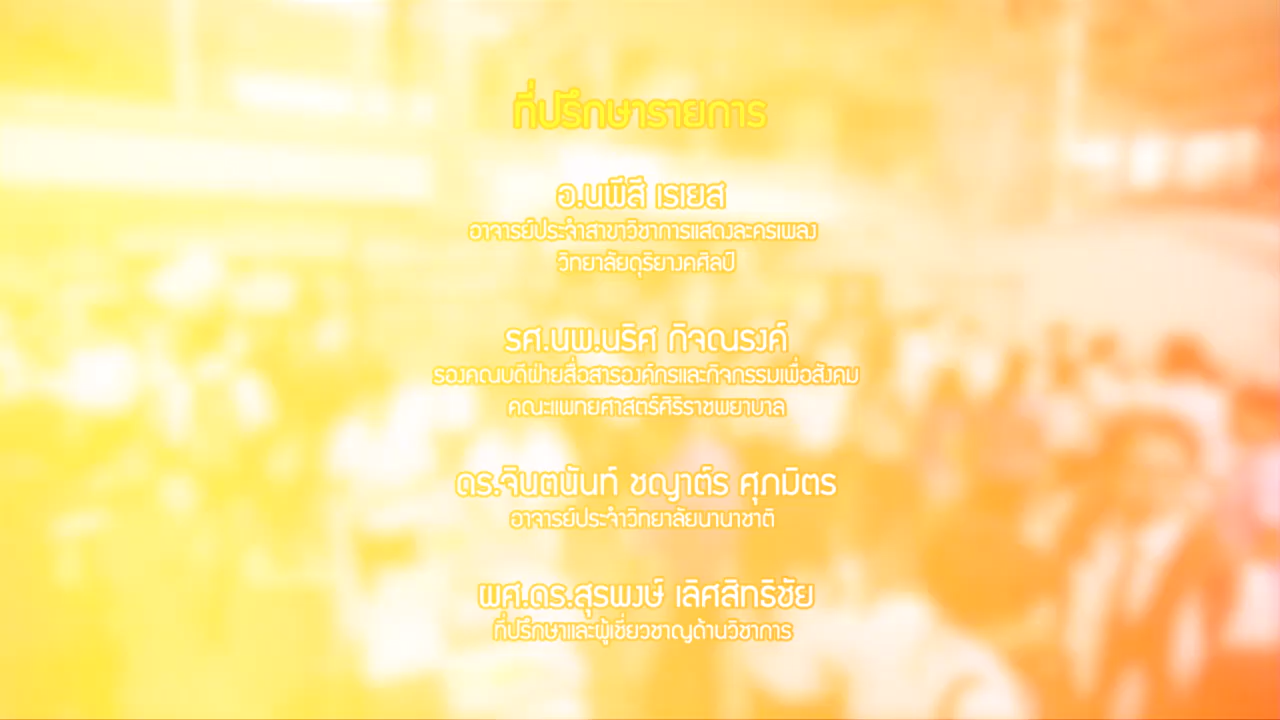 ที่ปรึกษารายการ
อ.นพีสี เรเยส
อาจารย์ประจำสาขาวิชาการแสดงละครเพลง
วิทยาลัยดุริยางคศิลป์
รศ.นพ.นริศ กิจณรงค์
รองคณบดีฝ่ายสื่อสารองค์กรและกิจกรรมเพื่อสังคม
คณะแพทยศาสตร์ศิริราชพยาบาล
ดร.จินตนันท์ ชญาต์ร ศุภมิตร
อาจารย์ประจำวิทยาลัยนานาชาติ
ผศ.ดร.สุรพงษ์ เลิศสิทธิชัย
ที่ปรึกษาและผู้เชี่ยวชาญด้านวิชาการ